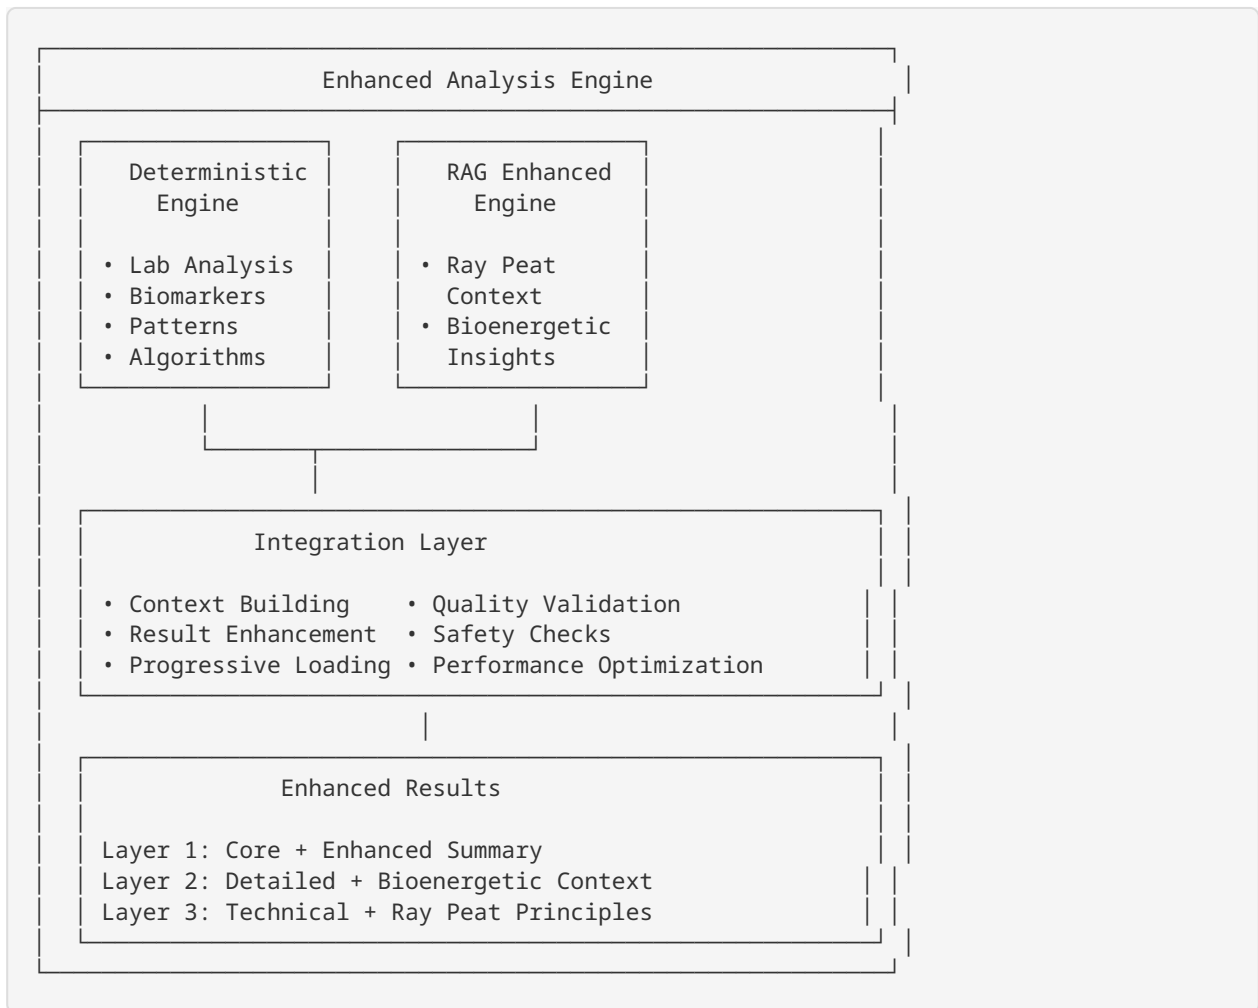 Enhanced Analysis Engine
Deterministic RAG Enhanced
Engine Engine
• Lab Analysis • Ray Peat
• Biomarkers Context
• Patterns • Bioenergetic
• Algorithms Insights
Integration Layer
• Context Building • Quality Validation
• Result Enhancement • Safety Checks
• Progressive Loading • Performance Optimization
Enhanced Results
Layer 1: Core + Enhanced Summary
Layer 2: Detailed + Bioenergetic Context
Layer 3: Technical + Ray Peat Principles